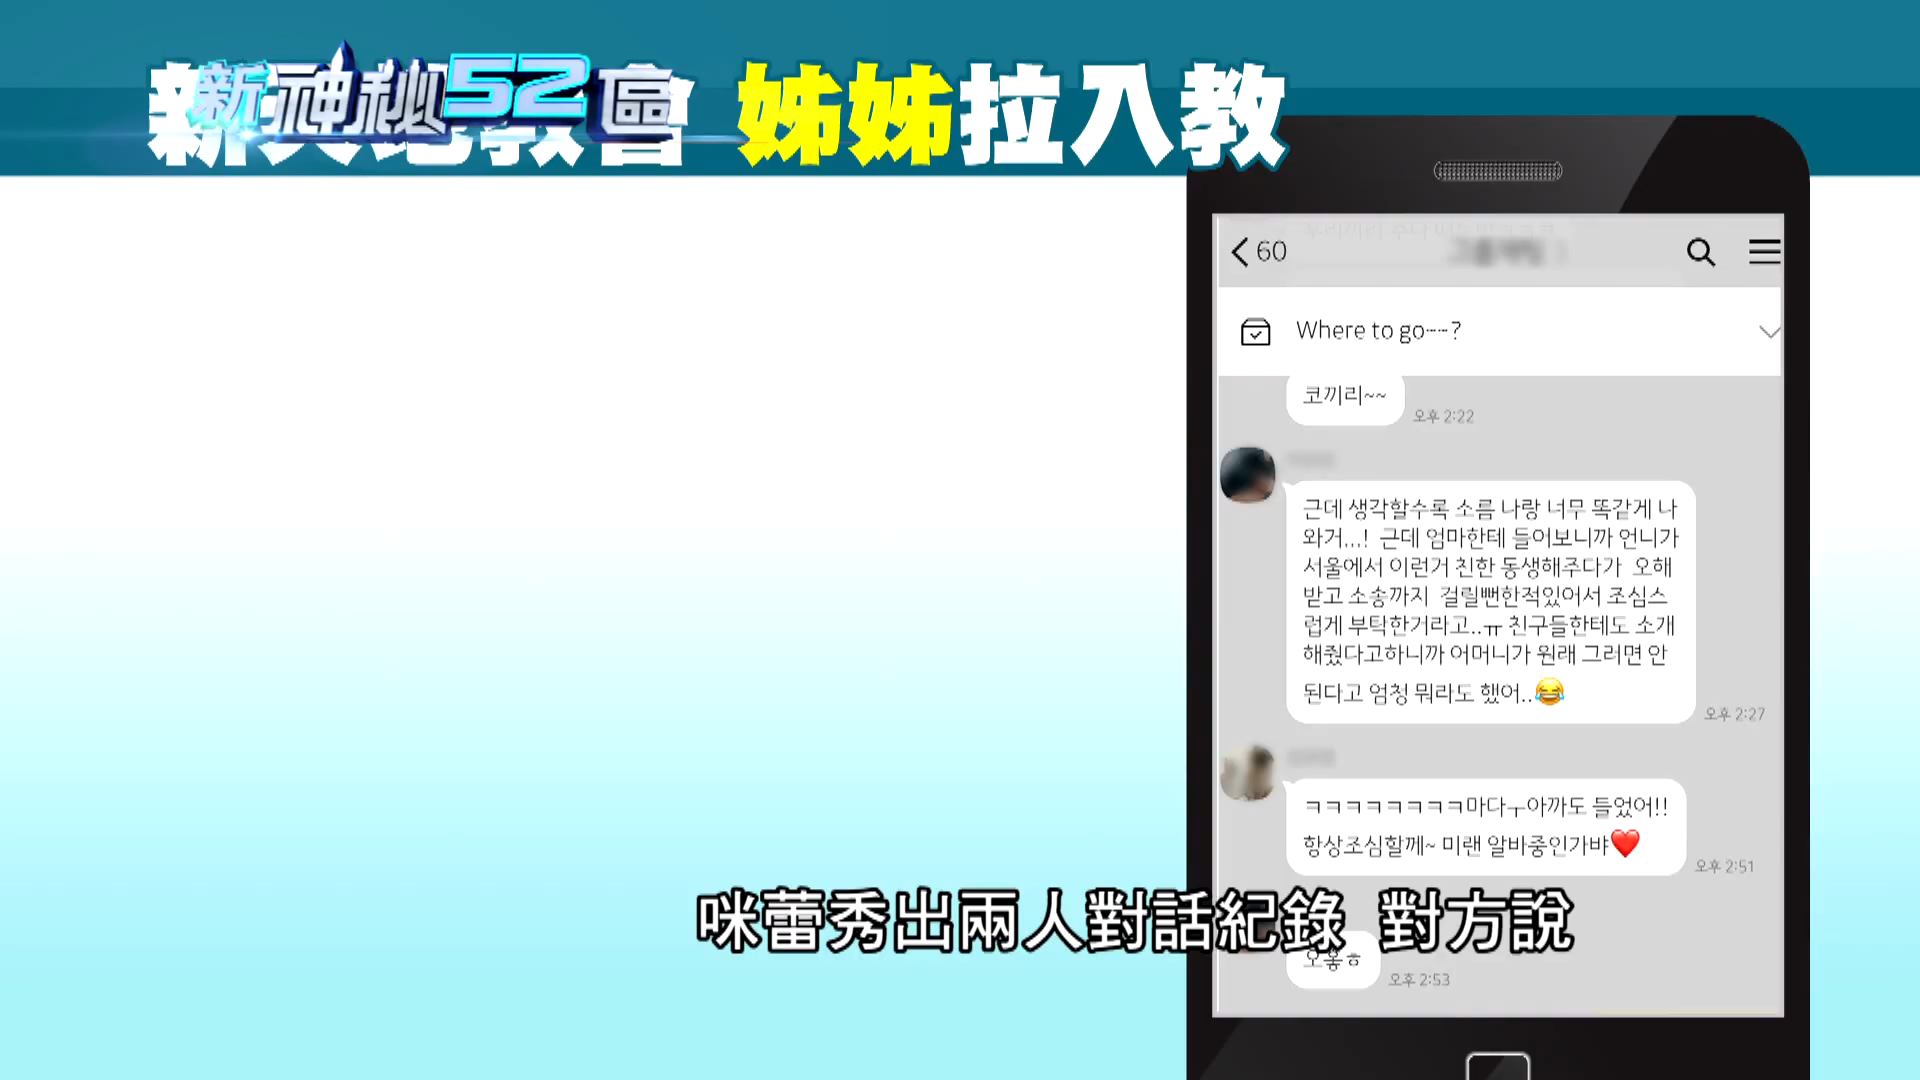 新神秘52區
新天地教會 姊姊拉入教
60
Where to go---?
코끼리~~
오후 2:22
근데 생각할수록 소름 나랑 너무 똑같게 나
와거...! 근데 엄마한테 들어보니까 언니가
서울에서 이런거 친한 동생해주다가 오해
받고 소송까지 걸릴뻔한적있어서 조심스
럽게 부탁한거라고..ㅠ 친구들한테도 소개
해줬다고하니까 어머니가 원래 그러면 안
된다고 엄청 뭐라도 했어..😂
오후 2:27
ㅋㅋㅋㅋㅋㅋㅋㅋ마다ㅜ아까도 들었어!!
항상조심할께~ 미랜 알바중인가뱌❤️
오후 2:51
咪蕾秀出兩人對話紀錄 對方說
오홓ㅎ
오후 2:53